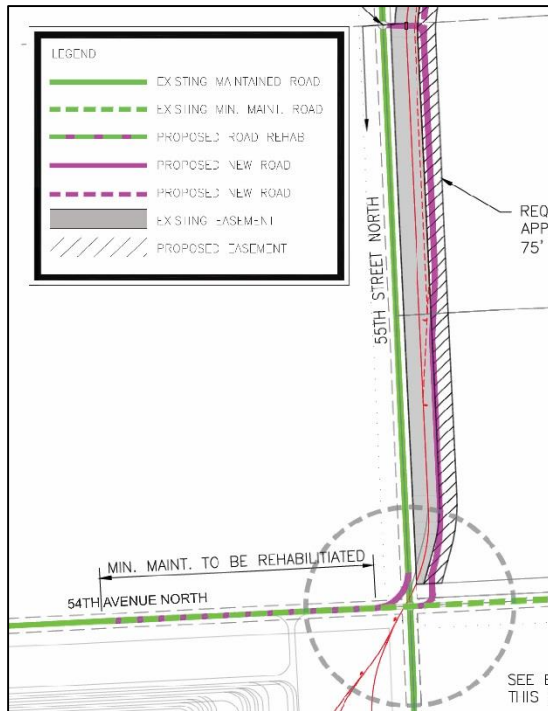 LEGEND
EXISTING MAINTAINED ROAD
EXISTING MIN. MAINT. ROAD
PROPOSED ROAD REHAB
PROPOSED NEW ROAD
PROPOSED NEW ROAD
EXISTING EASEMENT
PROPOSED EASEMENT
REQ
APP
75'
55TH STREET NORTH
MIN. MAINT. TO BE REHABILITIATED
54TH AVENUE NORTH
SEE E
THIS